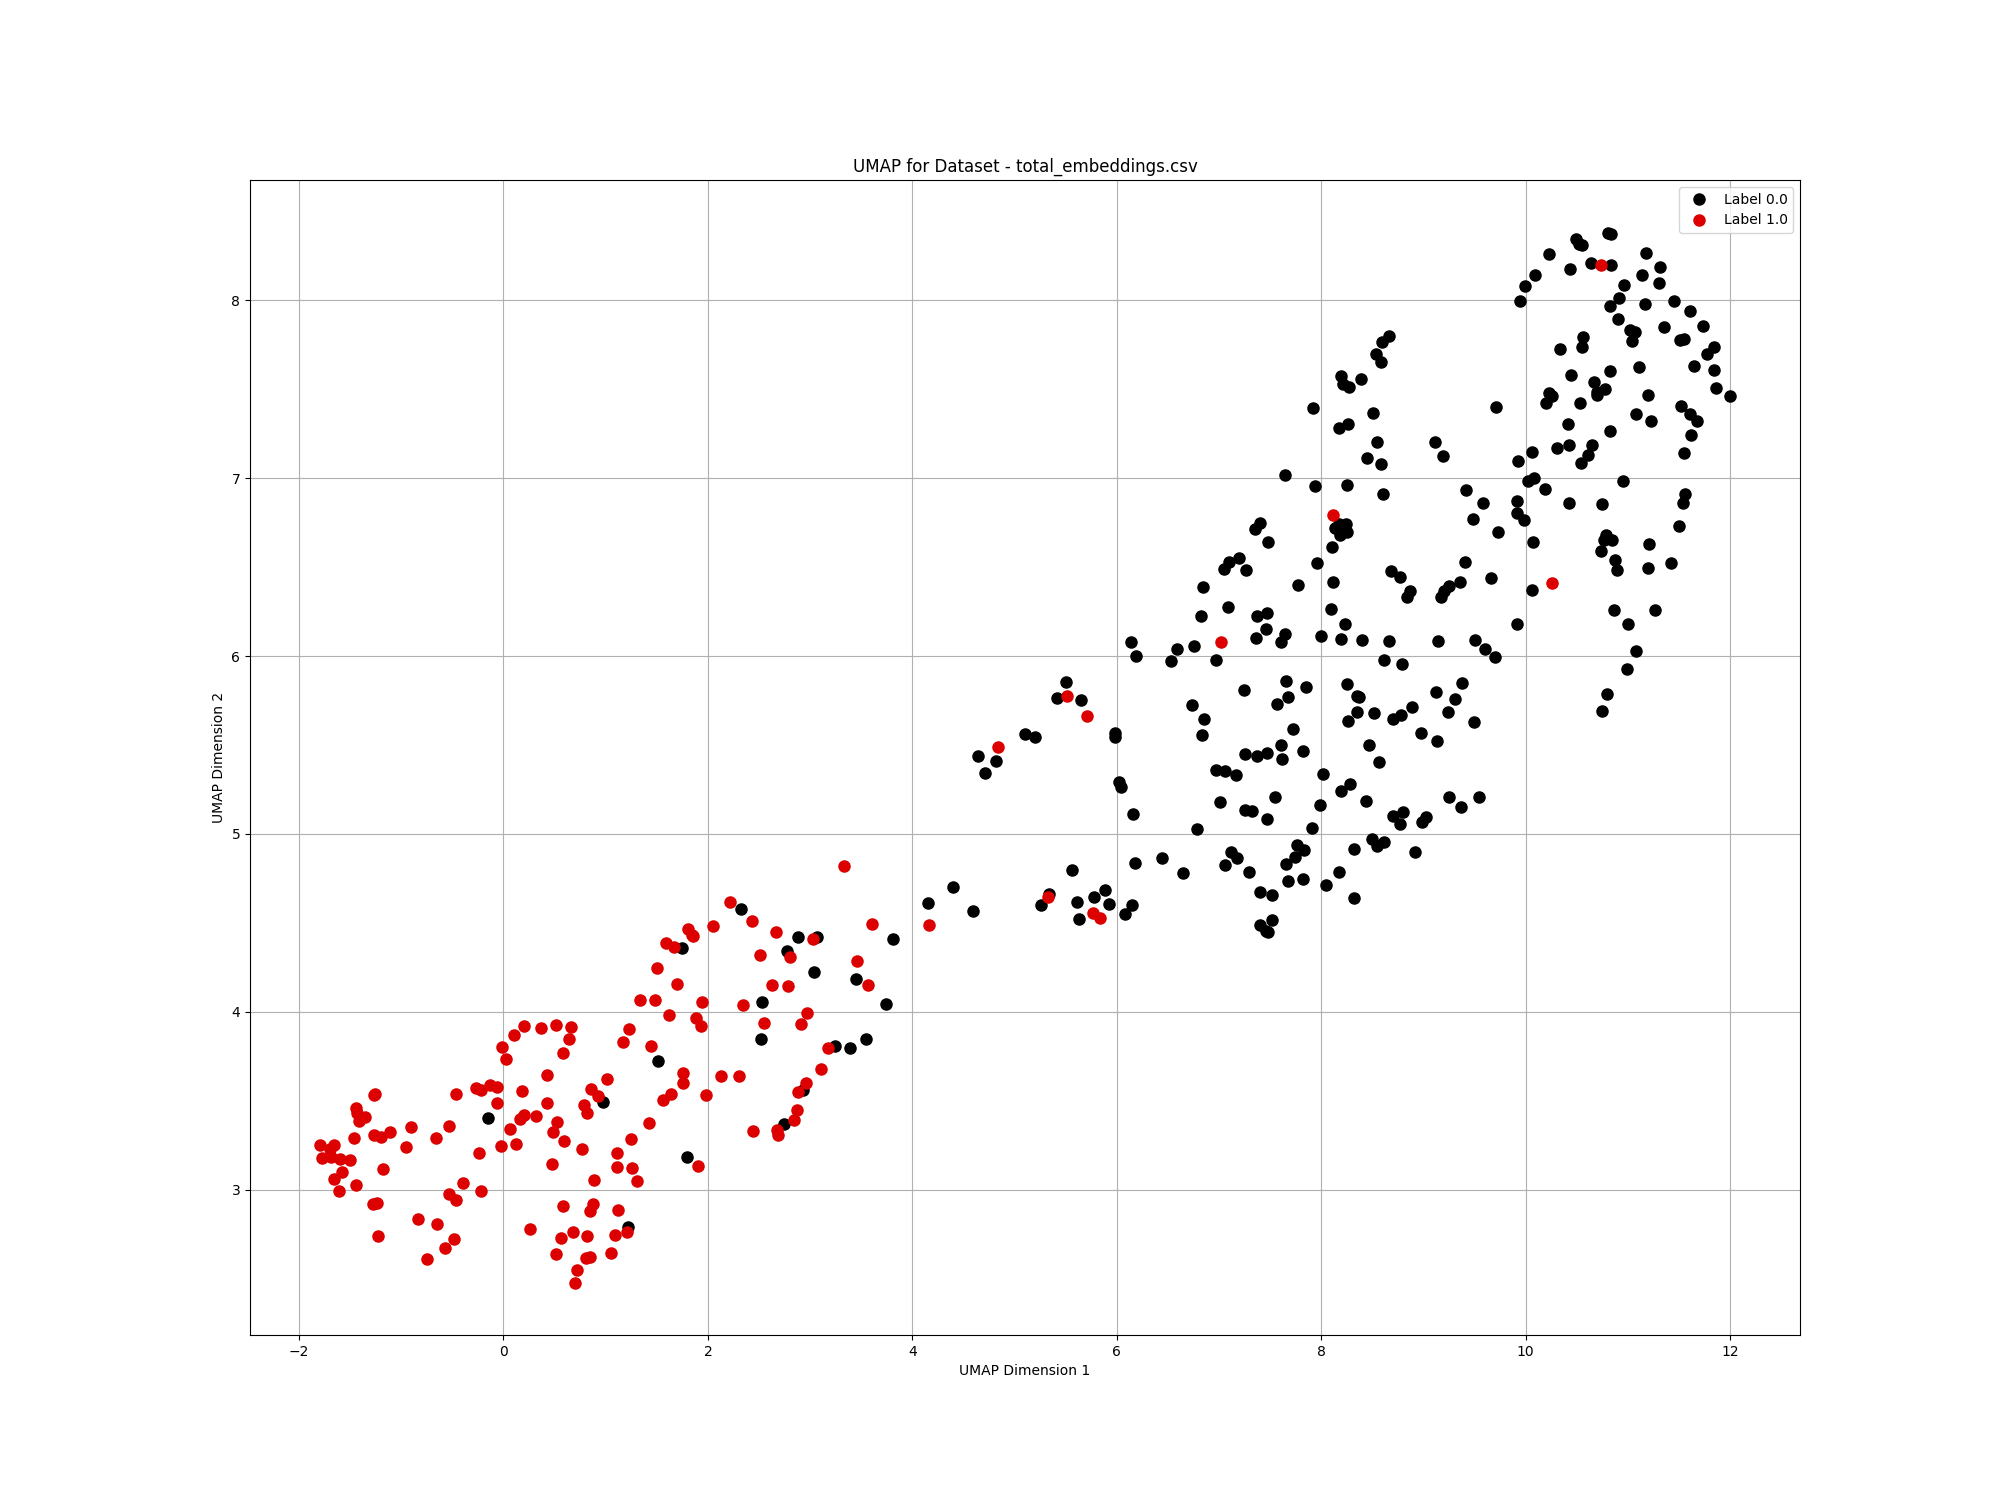 UMAP for Dataset - total_embeddings.csv
Label 0.0
Label 1.0
8
7
6
5
4
3
UMAP Dimension 2
−2 0 2 4 6 8 10 12
UMAP Dimension 1